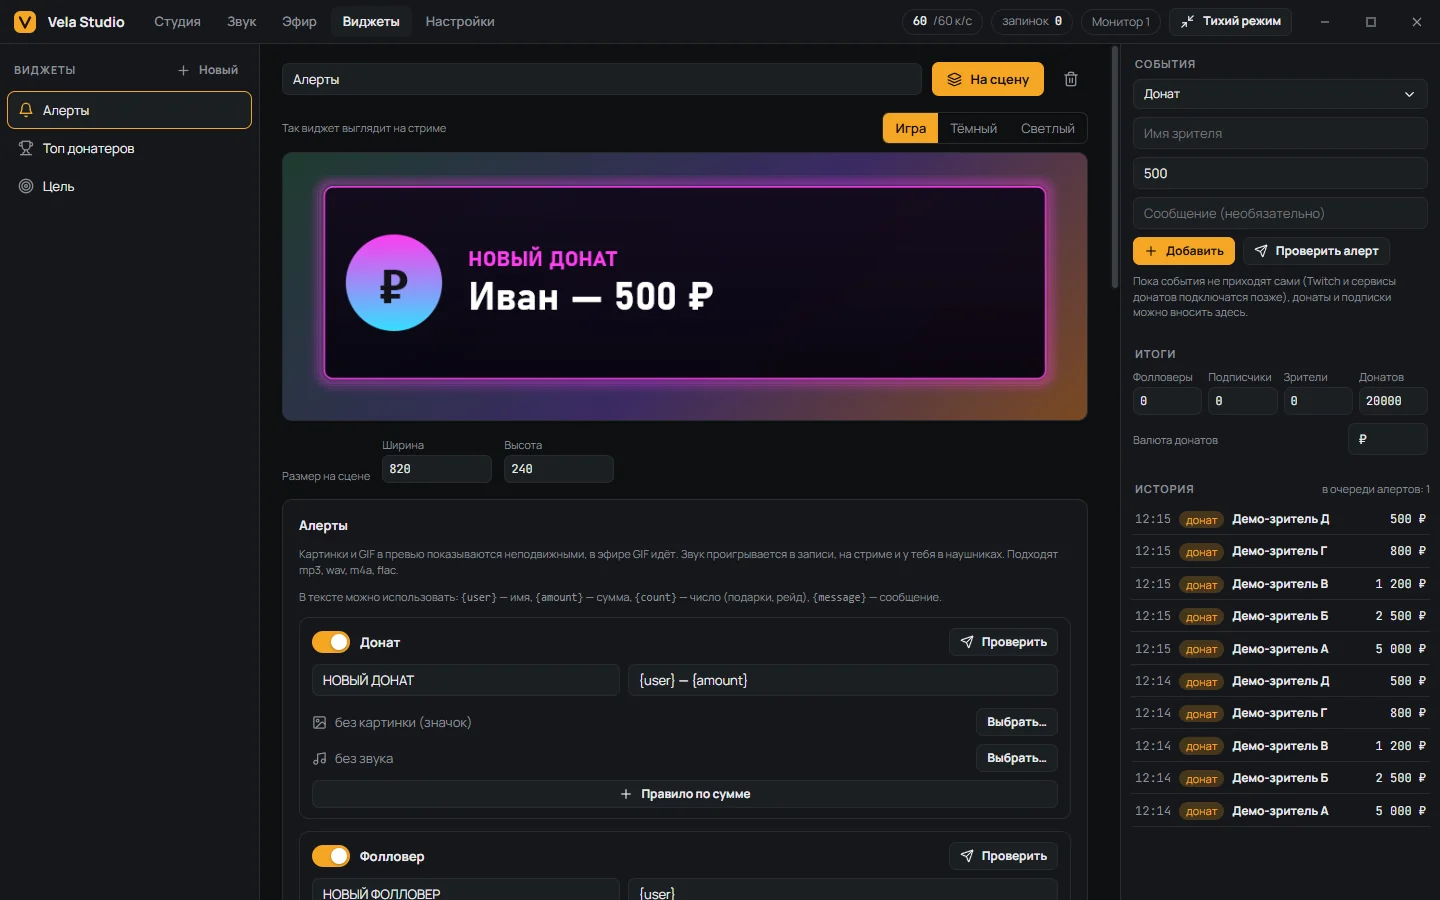 Vela Studio
Студия
Звук
Эфир
Виджеты
Настройки
60 /60 к/с
запинок 0
Монитор 1
Тихий режим
ВИДЖЕТЫ
+ Новый
Алерты
Топ донатеров
Цель
Алерты
На сцену
Так виджет выглядит на стриме
Игра
Тёмный
Светлый
₽
НОВЫЙ ДОНАТ
Иван — 500 ₽
Размер на сцене
Ширина
820
Высота
240
Алерты
Картинки и GIF в превью показываются неподвижными, в эфире GIF идёт. Звук проигрывается в записи, на стриме и у тебя в наушниках. Подходят
mp3, wav, m4a, flac.
В тексте можно использовать: {user} — имя, {amount} — сумма, {count} — число (подарки, рейд), {message} — сообщение.
Донат
Проверить
НОВЫЙ ДОНАТ
{user} — {amount}
без картинки (значок)
Выбрать...
без звука
Выбрать...
+ Правило по сумме
Фолловер
Проверить
НОВЫЙ ФОЛЛОВЕР
{user}
СОБЫТИЯ
Донат
Имя зрителя
500
Сообщение (необязательно)
+ Добавить
Проверить алерт
Пока события не приходят сами (Twitch и сервисы
донатов подключатся позже), донаты и подписки
можно вносить здесь.
ИТОГИ
Фолловеры
Подписчики
Зрители
Донатов
0
0
0
20000
Валюта донатов
₽
ИСТОРИЯ
в очереди алертов: 1
12:15 донат Демо-зритель Д 500 ₽
12:15 донат Демо-зритель Г 800 ₽
12:15 донат Демо-зритель В 1 200 ₽
12:15 донат Демо-зритель Б 2 500 ₽
12:15 донат Демо-зритель А 5 000 ₽
12:14 донат Демо-зритель Д 500 ₽
12:14 донат Демо-зритель Г 800 ₽
12:14 донат Демо-зритель В 1 200 ₽
12:14 донат Демо-зритель Б 2 500 ₽
12:14 донат Демо-зритель А 5 000 ₽